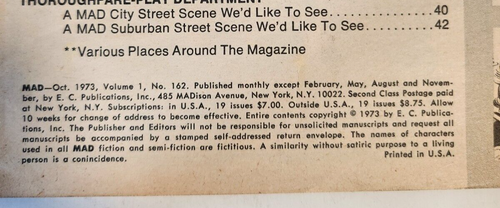 THOROUGHFARE-PLAY DEPARTMENT
A MAD City Street Scene We'd Like To See....................40
A MAD Suburban Street Scene We'd Like To See..............42
**Various Places Around The Magazine
MAD—Oct. 1973, Volume 1, No. 162. Published monthly except February, May, August and Novem-
ber, by E. C. Publications, Inc., 485 MADison Avenue, New York, N.Y. 10022. Second Class Postage paid
at New York, N.Y. Subscriptions: in U.S.A., 19 issues $7.00. Outside U.S.A., 19 issues $8.75. Allow
10 weeks for change of address to become effective. Entire contents copyright © 1973 by E. C. Publica-
tions, Inc. The Publisher and Editors will not be responsible for unsolicited manuscripts and request all
manuscripts be accompanied by a stamped self-addressed return envelope. The names of characters
used in all MAD fiction and semi-fiction are fictitious. A similarity without satiric purpose to a living
person is a conincidence. Printed in U.S.A.